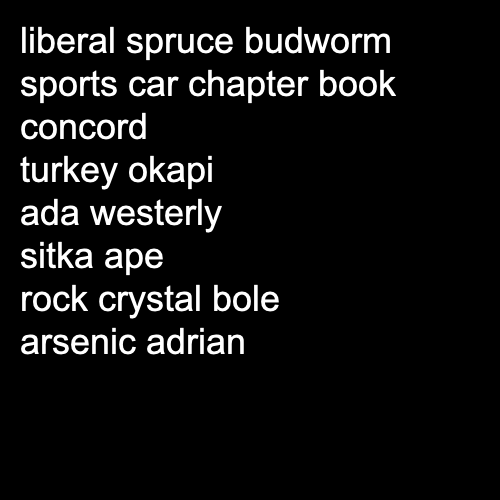 liberal spruce budworm
sports car chapter book
concord
turkey okapi
ada westerly
sitka ape
rock crystal bole
arsenic adrian